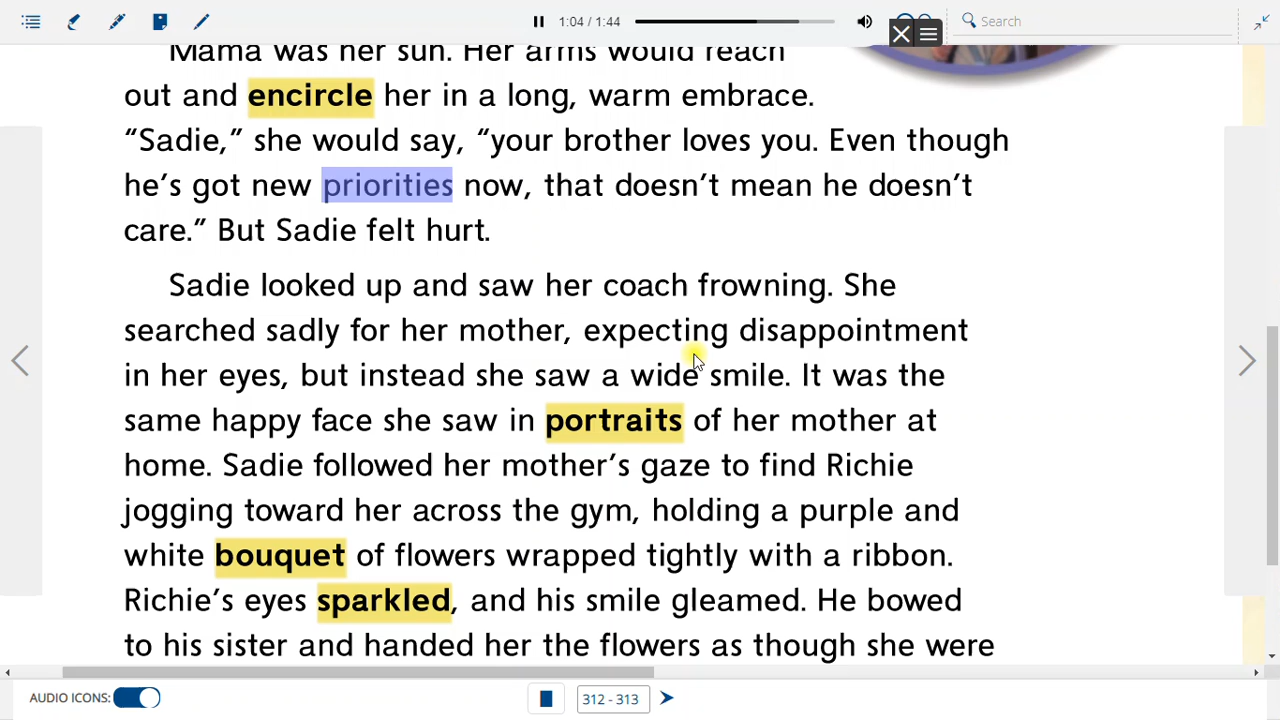 1:04 / 1:44
Search
Mama was her sun. Her arms would reach
out and encircle her in a long, warm embrace.
“Sadie,” she would say, “your brother loves you. Even though
he’s got new priorities now, that doesn’t mean he doesn’t
care.” But Sadie felt hurt.
Sadie looked up and saw her coach frowning. She
searched sadly for her mother, expecting disappointment
in her eyes, but instead she saw a wide smile. It was the
same happy face she saw in portraits of her mother at
home. Sadie followed her mother’s gaze to find Richie
jogging toward her across the gym, holding a purple and
white bouquet of flowers wrapped tightly with a ribbon.
Richie’s eyes sparkled, and his smile gleamed. He bowed
to his sister and handed her the flowers as though she were
AUDIO ICONS:
312 - 313